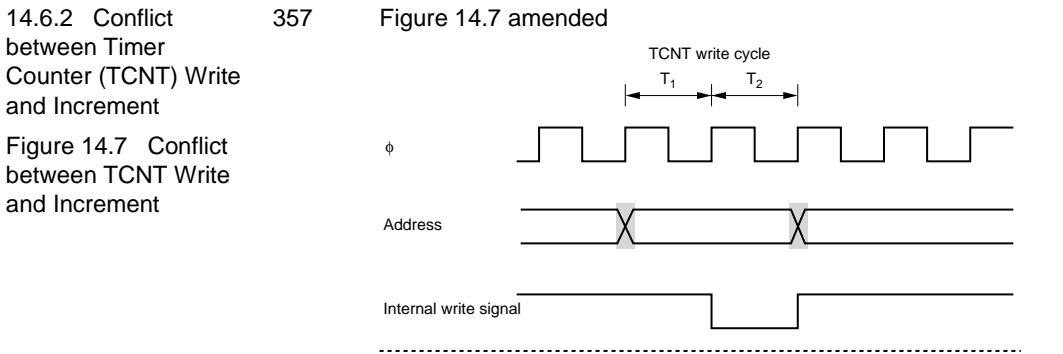 14.6.2 Conflict
between Timer
Counter (TCNT) Write
and Increment
Figure 14.7 Conflict
between TCNT Write
and Increment
357
Figure 14.7 amended
TCNT write cycle
T1 T2
ϕ
Address
Internal write signal